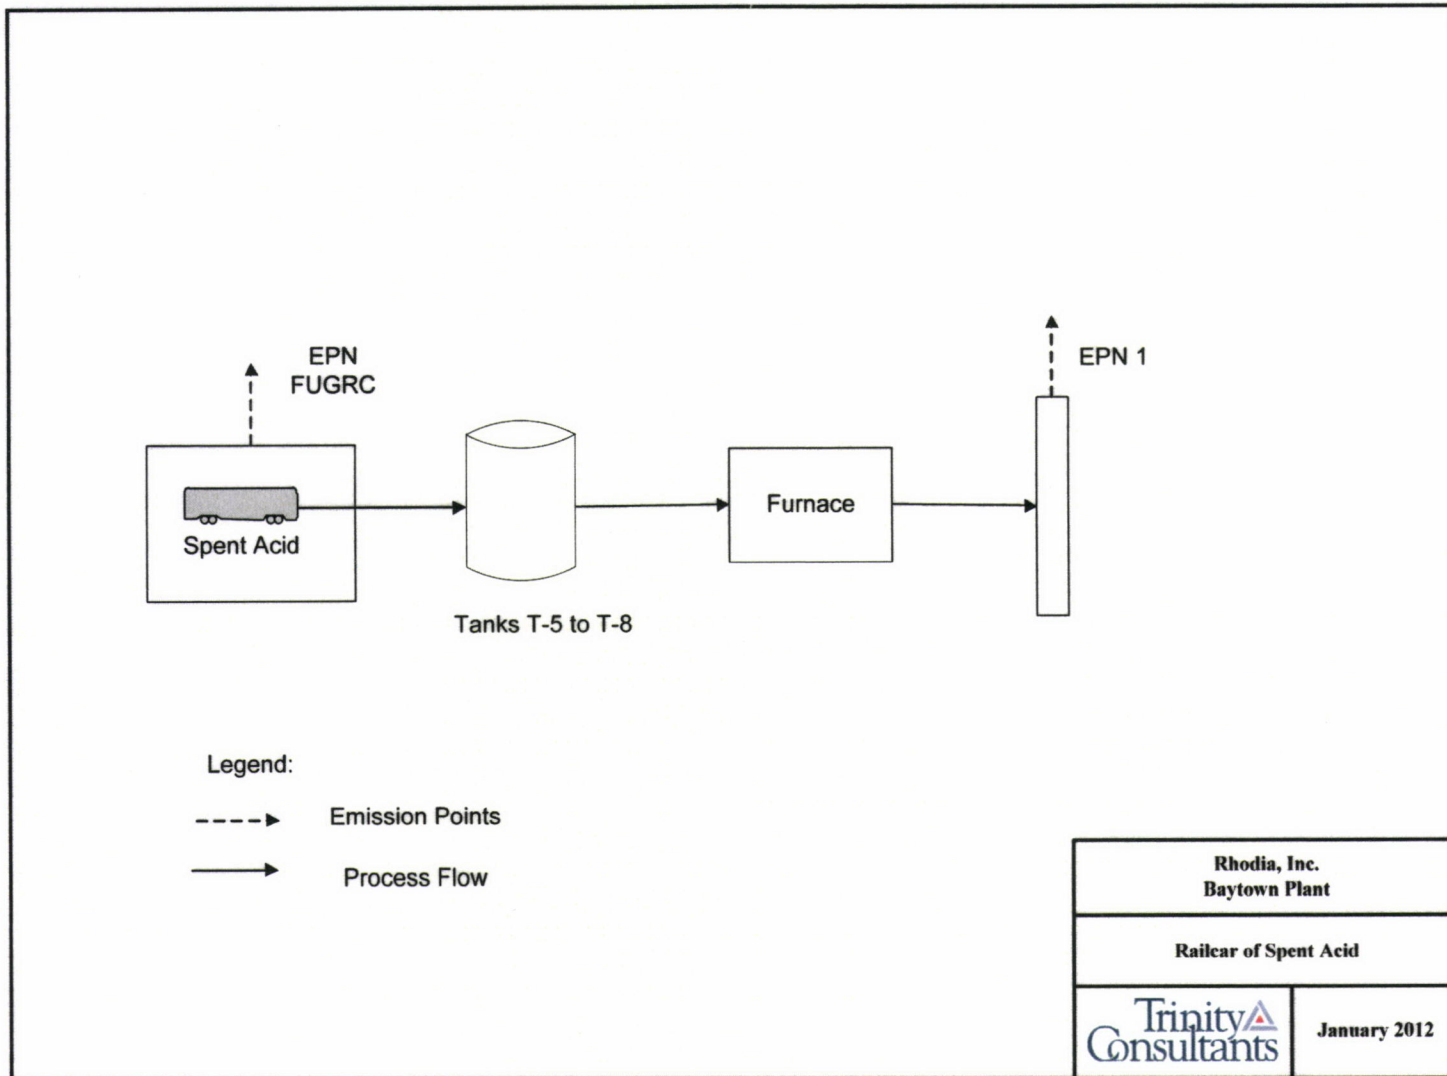 EPN
FUGRC
EPN 1
Spent Acid
Furnace
Tanks T-5 to T-8
Legend:
Emission Points
Process Flow
Rhodia, Inc.
Baytown Plant
Railcar of Spent Acid
Trinity
Consultants
January 2012